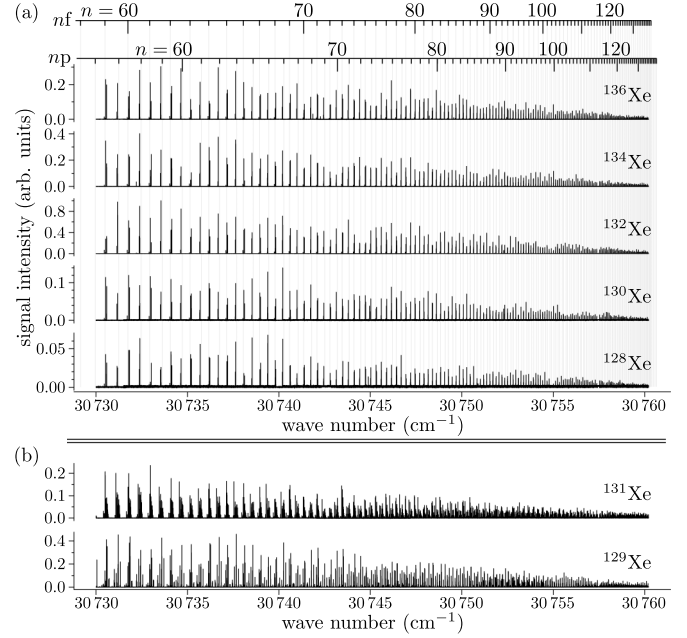 (a)
nf n = 60 70 80 90 100 120
np n = 60 70 80 90 100 120
0.2
0.0
¹³⁶Xe
0.4
0.2
0.0
¹³⁴Xe
0.8
0.4
0.0
¹³²Xe
0.1
0.0
¹³⁰Xe
0.05
0.00
¹²⁸Xe
signal intensity (arb. units)
30 730 30 735 30 740 30 745 30 750 30 755 30 760
wave number (cm⁻¹)
(b)
0.2
0.1
0.0
¹³¹Xe
0.4
0.2
0.0
¹²⁹Xe
30 730 30 735 30 740 30 745 30 750 30 755 30 760
wave number (cm⁻¹)